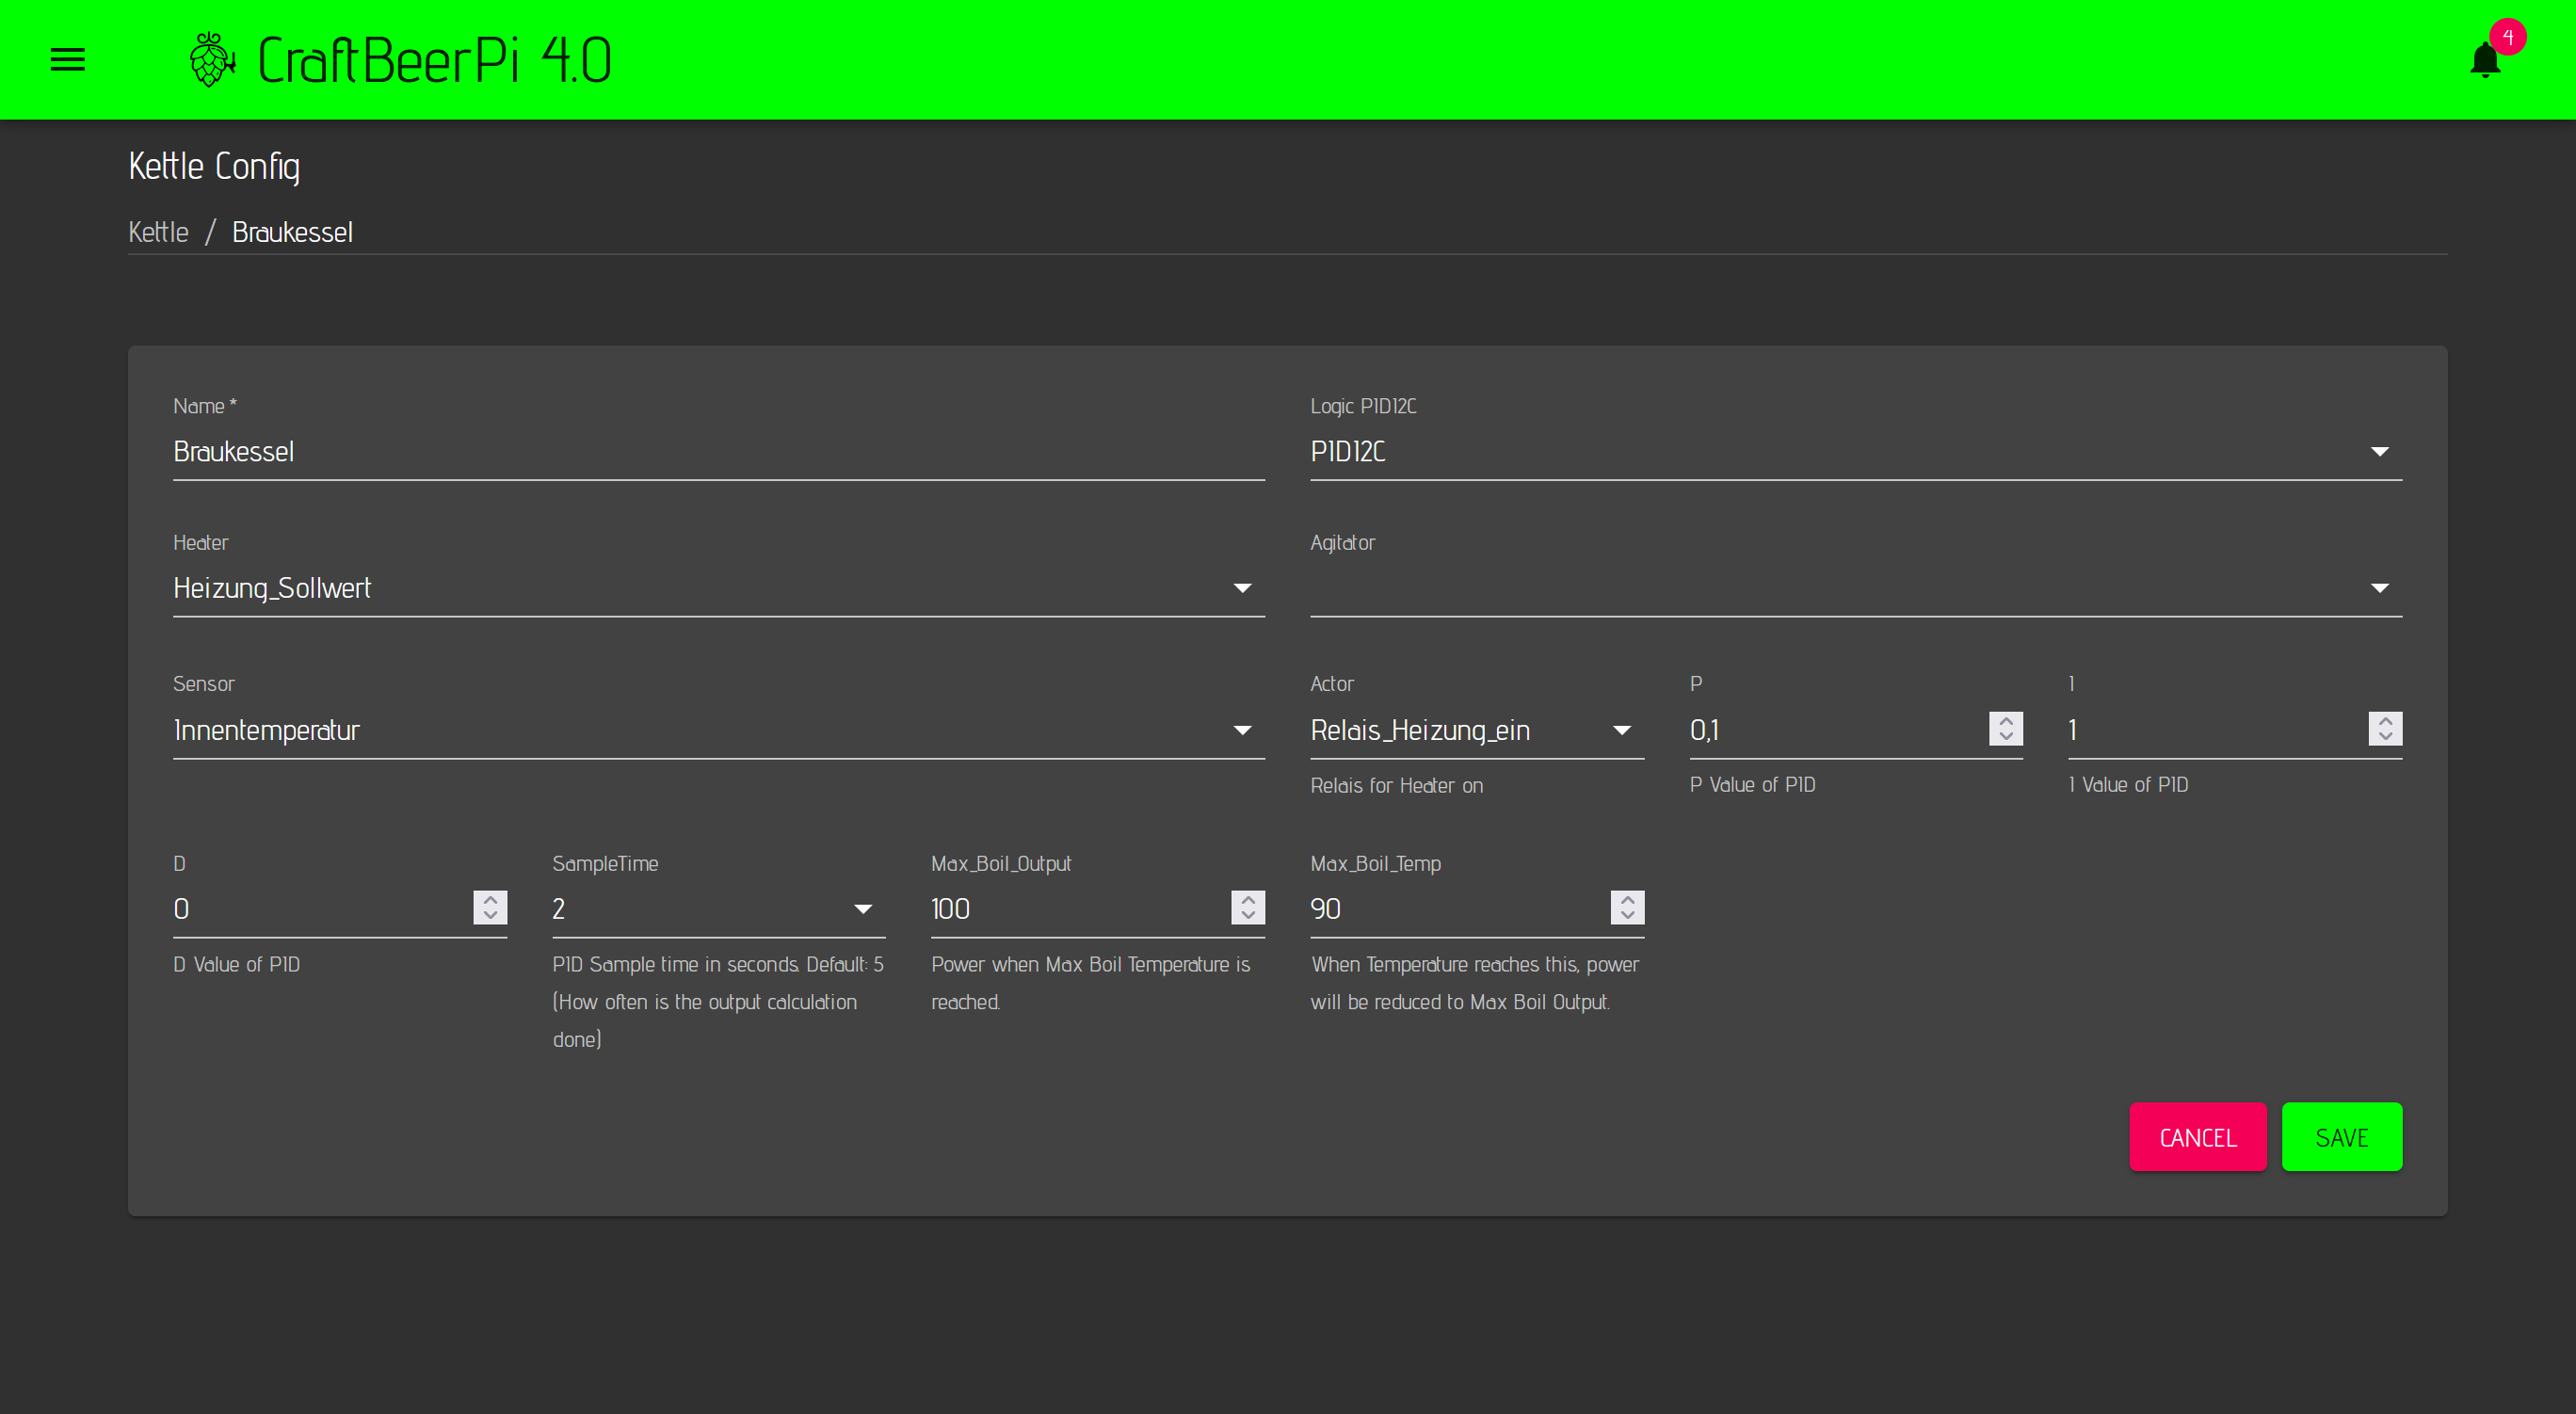 CraftBeerPi 4.0
4
Kettle Config
Kettle / Braukessel
Name *
Braukessel
Logic PIDI2C
PIDI2C
Heater
Heizung_Sollwert
Agitator
Sensor
Innentemperatur
Actor
Relais_Heizung_ein
Relais for Heater on
P
0,1
P Value of PID
I
1
I Value of PID
D
0
D Value of PID
SampleTime
2
PID Sample time in seconds. Default: 5
(How often is the output calculation
done)
Max_Boil_Output
100
Power when Max Boil Temperature is
reached.
Max_Boil_Temp
90
When Temperature reaches this, power
will be reduced to Max Boil Output.
CANCEL
SAVE